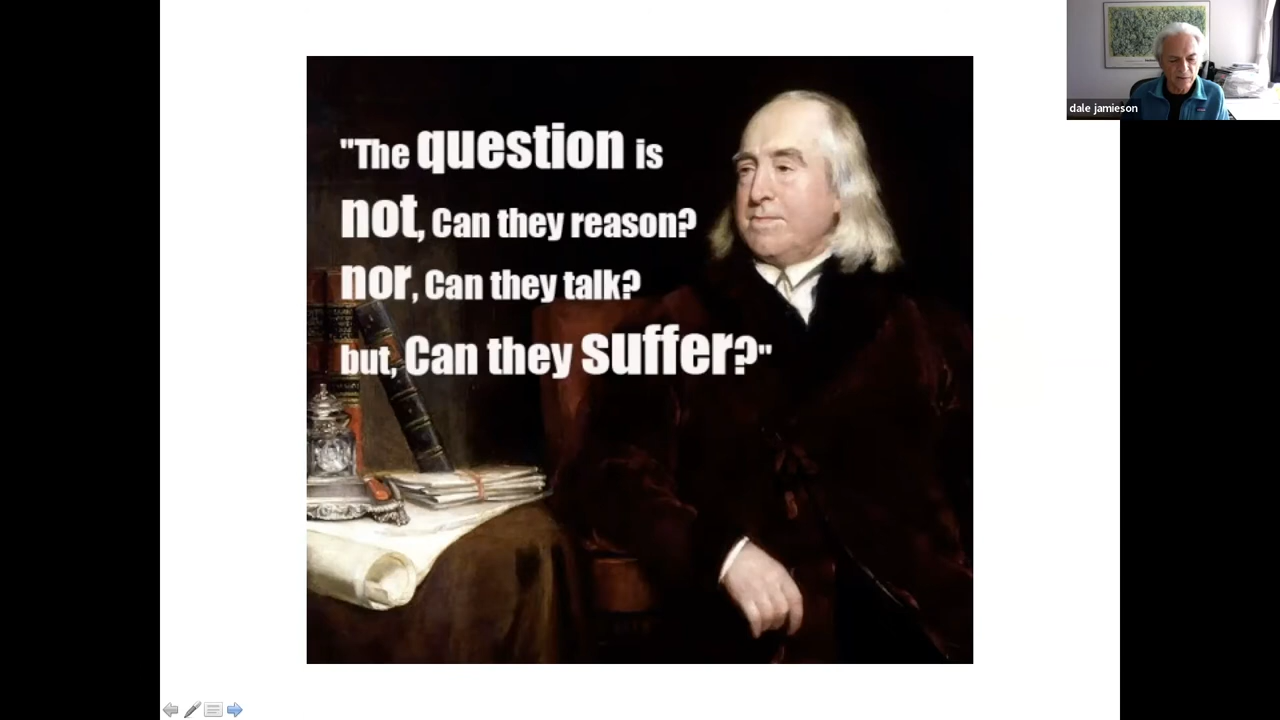 "The question is
not, Can they reason?
nor, Can they talk?
but, Can they suffer?"
dale jamieson